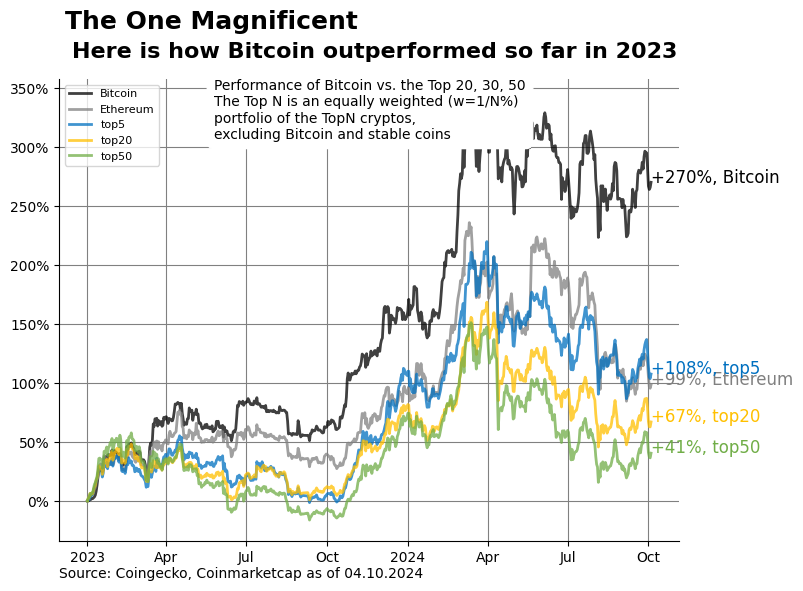 The One Magnificent
Here is how Bitcoin outperformed so far in 2023
Performance of Bitcoin vs. the Top 20, 30, 50
The Top N is an equally weighted (w=1/N%)
portfolio of the TopN cryptos,
excluding Bitcoin and stable coins
Bitcoin
Ethereum
top5
top20
top50
350%
300%
250%
200%
150%
100%
50%
0%
+270%, Bitcoin
+108%, top5
+99%, Ethereum
+67%, top20
+41%, top50
2023
Apr
Jul
Oct
2024
Apr
Jul
Oct
Source: Coingecko, Coinmarketcap as of 04.10.2024